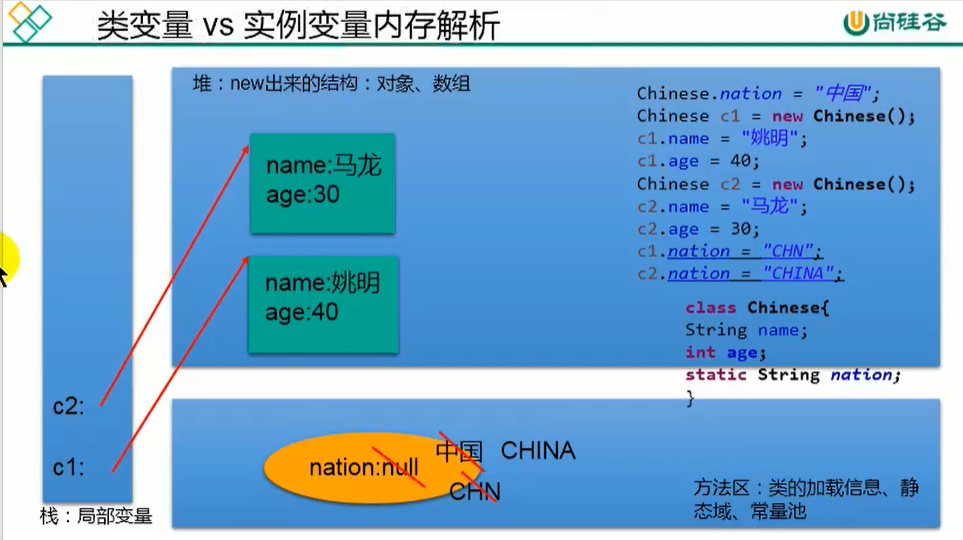 类变量 vs 实例变量内存解析
尚硅谷
堆：new出来的结构：对象、数组
name:马龙
age:30
name:姚明
age:40
Chinese.nation = "中国";
Chinese c1 = new Chinese();
c1.name = "姚明";
c1.age = 40;
Chinese c2 = new Chinese();
c2.name = "马龙";
c2.age = 30;
c1.nation = "CHN";
c2.nation = "CHINA";
class Chinese{
String name;
int age;
static String nation;
}
c2:
c1:
栈：局部变量
nation:null
中国 CHINA
CHN
方法区：类的加载信息、静
态域、常量池